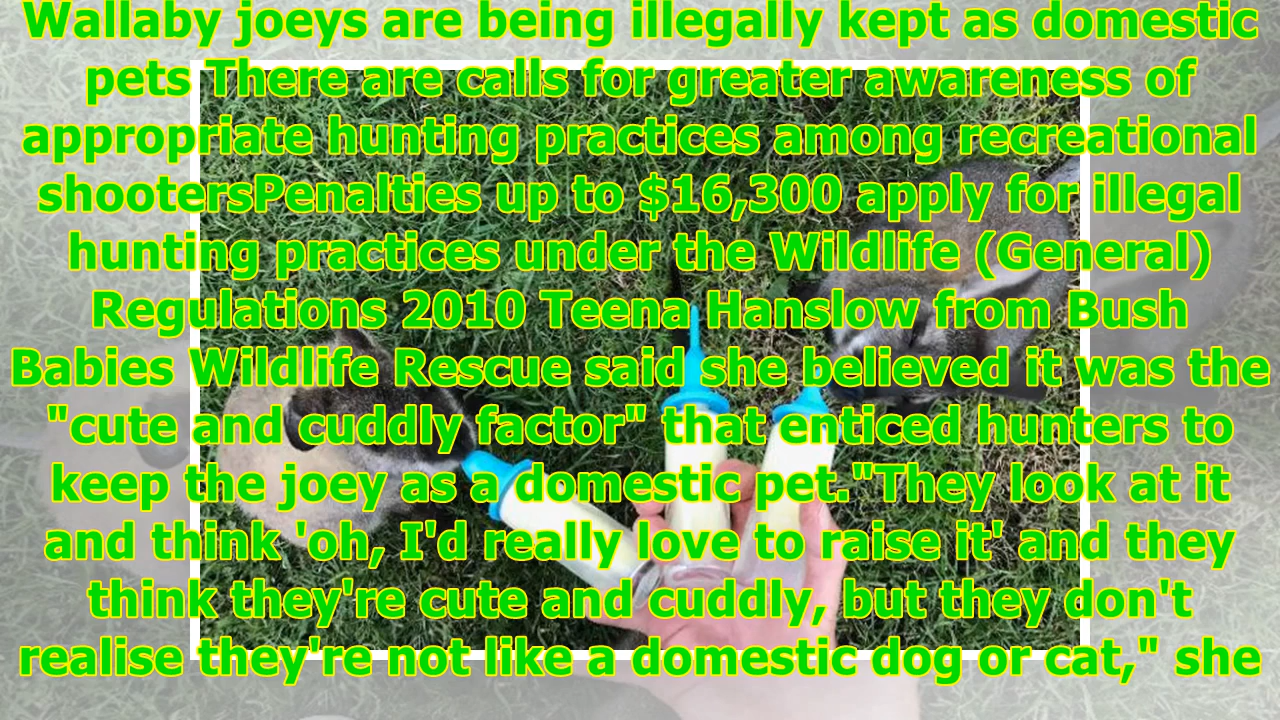 Wallaby joeys are being illegally kept as domestic
pets There are calls for greater awareness of
appropriate hunting practices among recreational
shootersPenalties up to $16,300 apply for illegal
hunting practices under the Wildlife (General)
Regulations 2010 Teena Hanslow from Bush
Babies Wildlife Rescue said she believed it was the
"cute and cuddly factor" that enticed hunters to
keep the joey as a domestic pet."They look at it
and think 'oh, I'd really love to raise it' and they
think they're cute and cuddly, but they don't
realise they're not like a domestic dog or cat," she